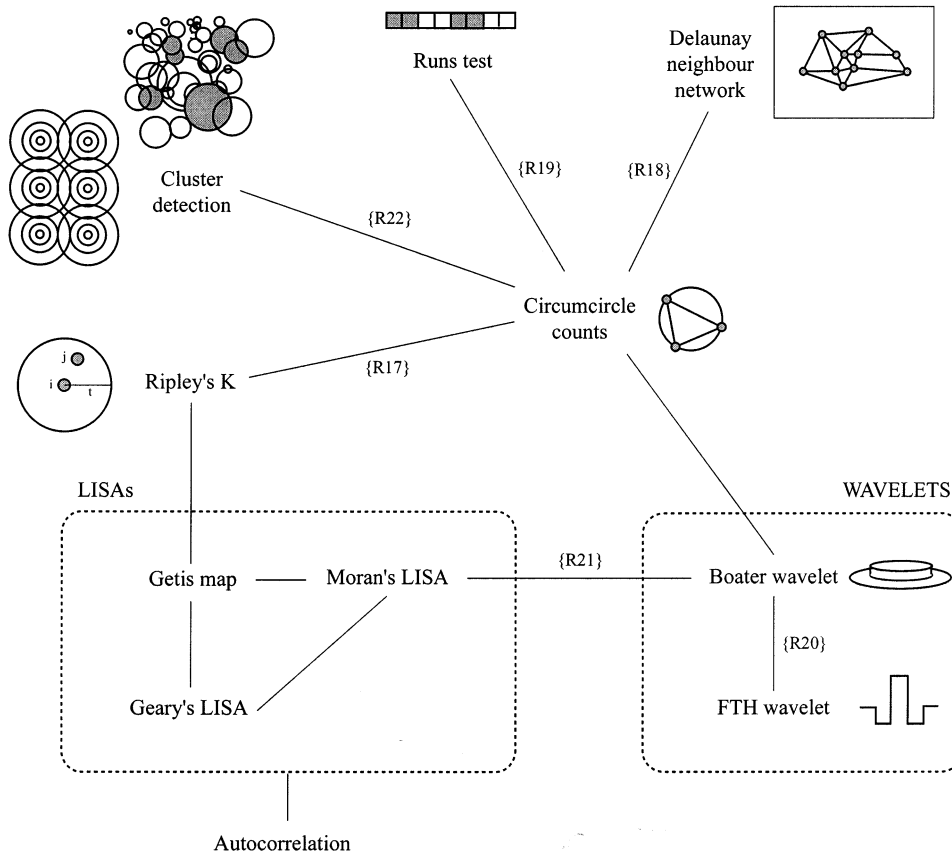 Runs test
Delaunay
neighbour
network
{R19}
{R18}
Cluster
detection
{R22}
Circumcircle
counts
{R17}
j
i
t
Ripley's K
LISAs
WAVELETS
Getis map
Moran's LISA
{R21}
Boater wavelet
{R20}
Geary's LISA
FTH wavelet
Autocorrelation